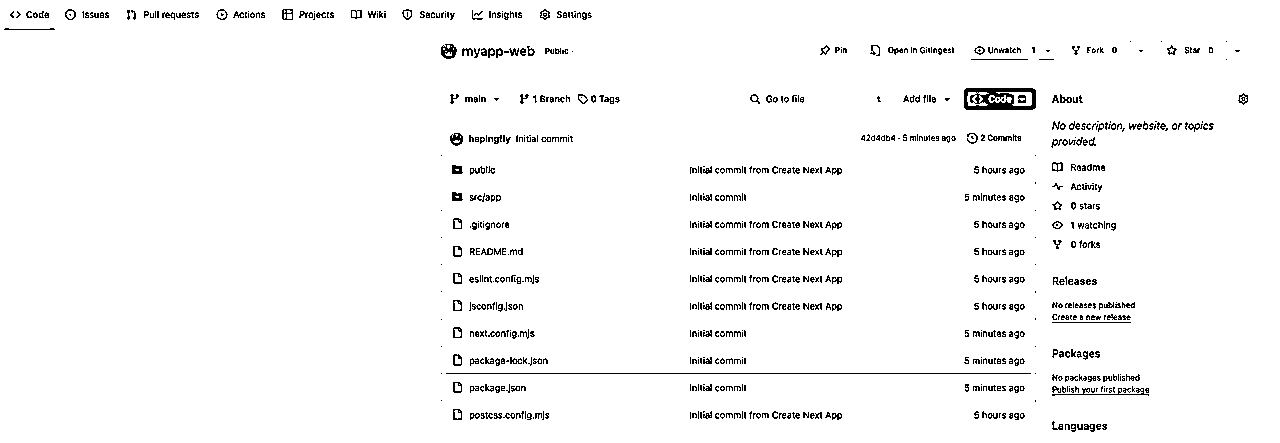 Code Issues Pull requests Actions Projects Wiki Security Insights Settings
myapp-web Public
Pin Open in Gitingest Unwatch 1 Fork 0 Star 0
main 1 Branch 0 Tags Go to file t Add file Code
hapingfly Initial commit 42d4db4 · 5 minutes ago 2 Commits
public Initial commit from Create Next App 5 hours ago
src/app Initial commit 5 minutes ago
.gitignore Initial commit from Create Next App 5 hours ago
README.md Initial commit from Create Next App 5 hours ago
eslint.config.mjs Initial commit from Create Next App 5 hours ago
jsconfig.json Initial commit from Create Next App 5 hours ago
next.config.mjs Initial commit 5 minutes ago
package-lock.json Initial commit 5 minutes ago
package.json Initial commit 5 minutes ago
postcss.config.mjs Initial commit from Create Next App 5 hours ago
About
No description, website, or topics
provided.
Readme
Activity
0 stars
1 watching
0 forks
Releases
No releases published
Create a new release
Packages
No packages published
Publish your first package
Languages